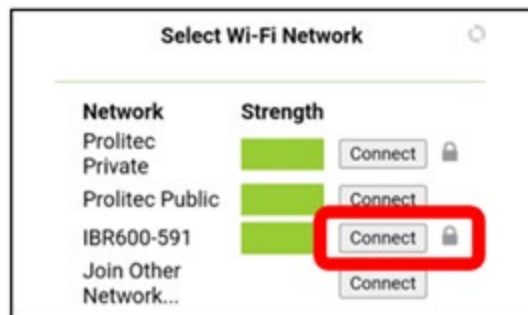 Select Wi-Fi Network
Network Strength
Prolitec
Private Connect
Prolitec Public Connect
IBR600-591 Connect
Join Other
Network... Connect